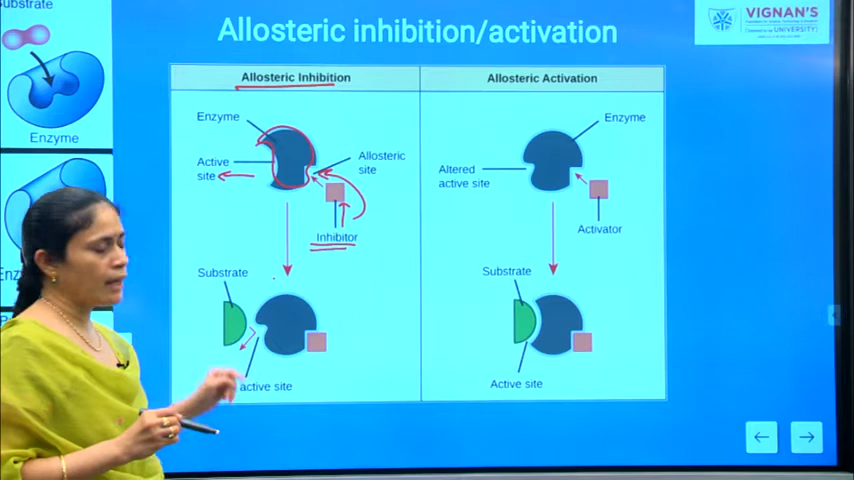 Substrate
Enzyme
Allosteric inhibition/activation
VIGNAN'S
UNIVERSITY
Allosteric Inhibition
Allosteric Activation
Enzyme
Active
site
Allosteric
site
Inhibitor
Substrate
active site
Enzyme
Altered
active site
Activator
Substrate
Active site